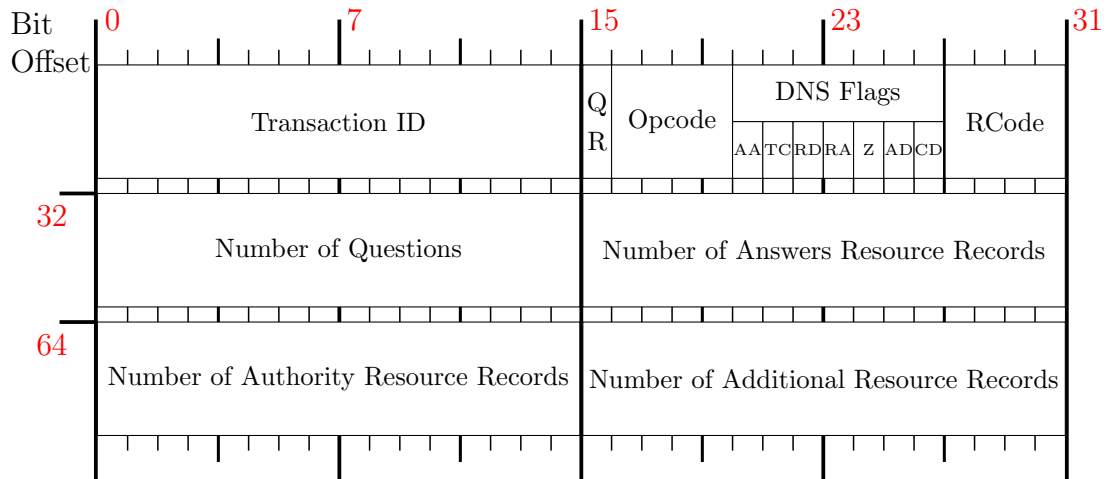 Bit
Offset
0 7 15 23 31
Transaction ID
Q
R
Opcode
DNS Flags
AA TC RD RA Z AD CD
RCode
32
Number of Questions
Number of Answers Resource Records
64
Number of Authority Resource Records
Number of Additional Resource Records